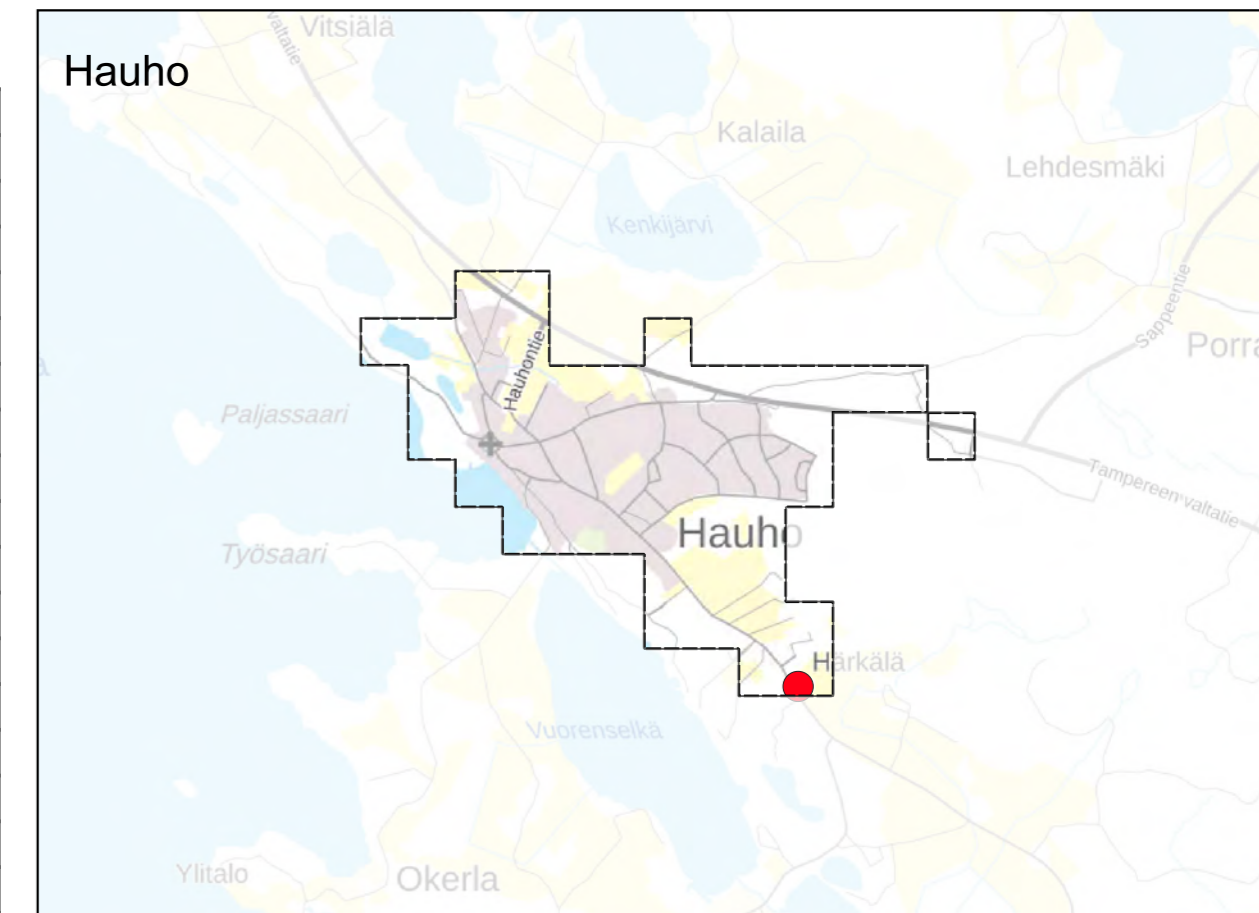 Hauho
Vitsiälä
valtatie
Kalaila
Lehdesmäki
Kenkijärvi
Sappeentie
Porra
Hauhontie
Paljassaari
Tampereen valtatie
Hauho
Työsaari
Härkälä
Vuorenselkä
Ylitalo
Okerla